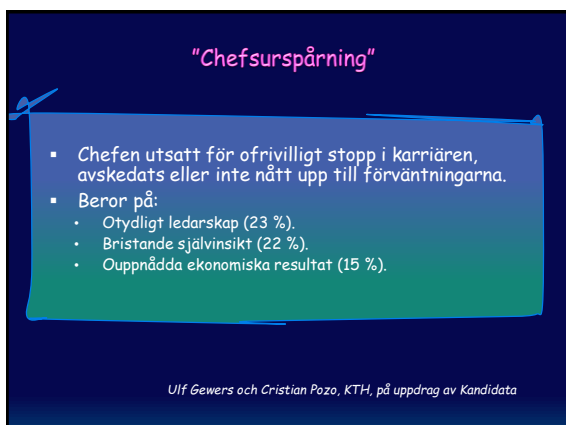 ”Chefsurspårning”
▪ Chefen utsatt för ofrivilligt stopp i karriären,
avskedats eller inte nått upp till förväntningarna.
▪ Beror på:
• Otydligt ledarskap (23 %).
• Bristande självinsikt (22 %).
• Ouppnådda ekonomiska resultat (15 %).
Ulf Gewers och Cristian Pozo, KTH, på uppdrag av Kandidata